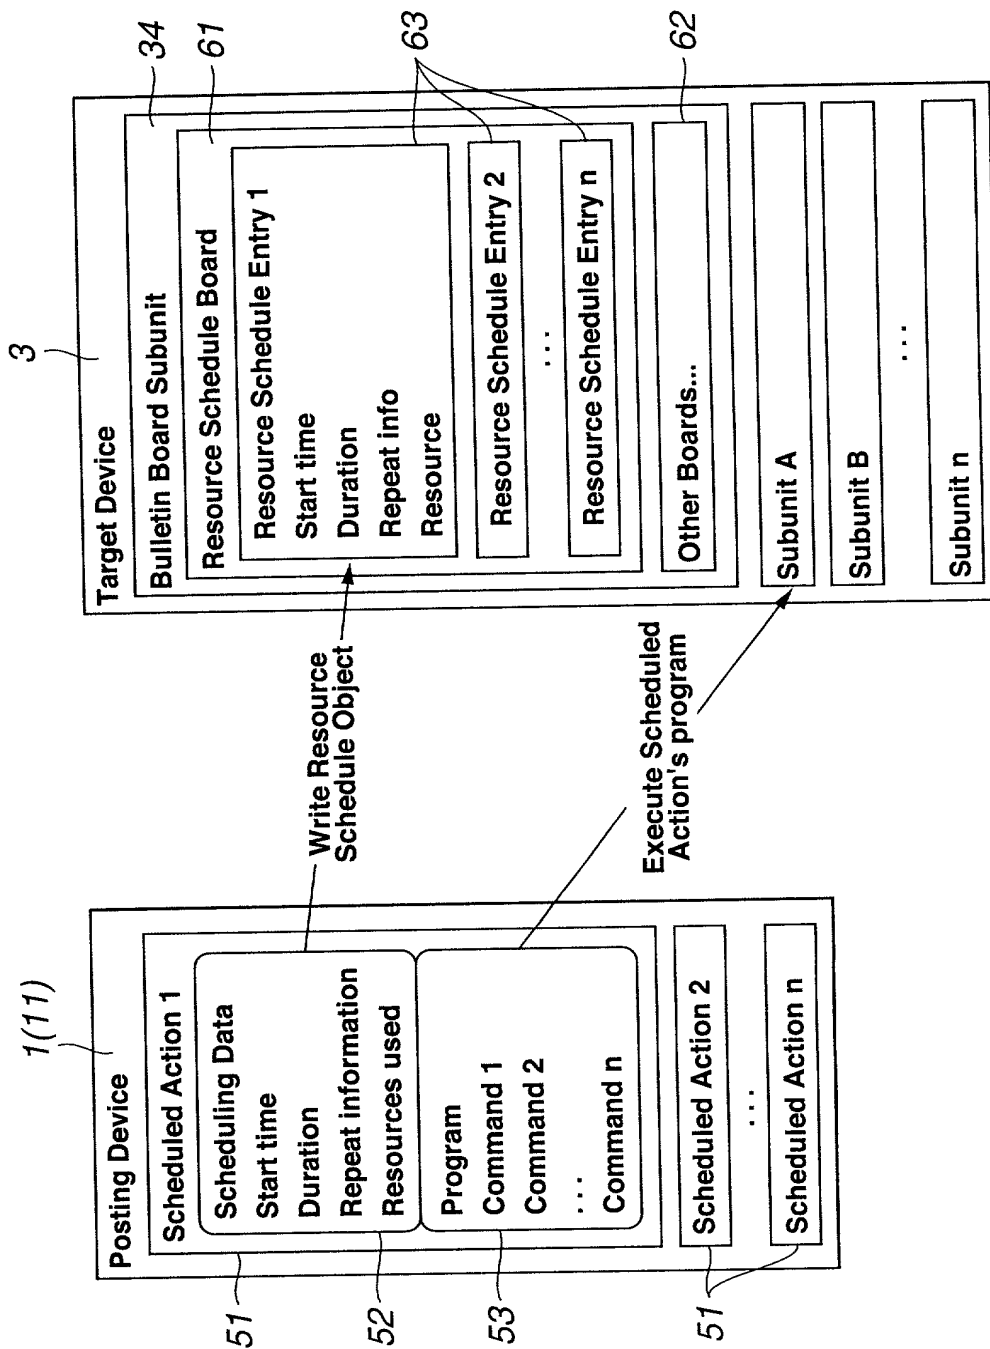 1(11)
Posting Device
Scheduled Action 1
Scheduling Data
Start time
Duration
Repeat information
Resources used
Program
Command 1
Command 2
...
Command n
Scheduled Action 2
...
Scheduled Action n
51
52
53
51
Write Resource
Schedule Object
Execute Scheduled
Action's program
3
Target Device
34
Bulletin Board Subunit
61
Resource Schedule Board
Resource Schedule Entry 1
Start time
Duration
Repeat info
Resource
63
Resource Schedule Entry 2
...
Resource Schedule Entry n
62
Other Boards...
Subunit A
Subunit B
...
Subunit n